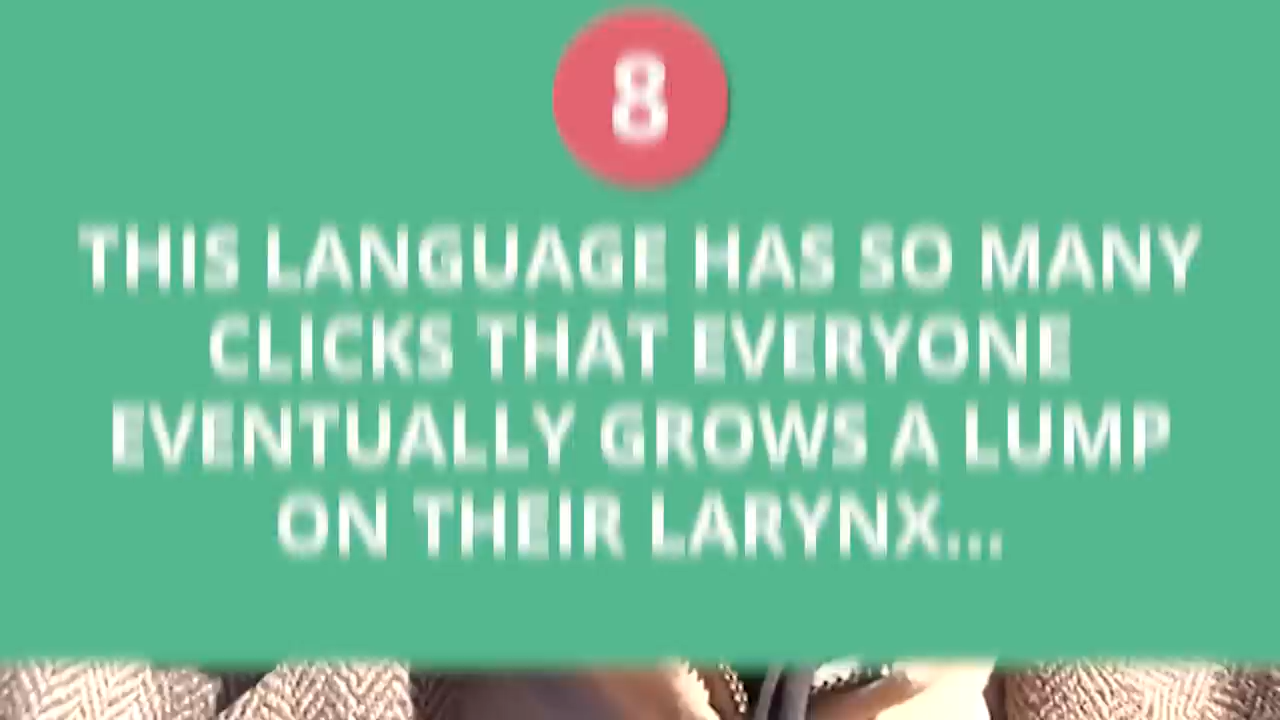 8
THIS LANGUAGE HAS SO MANY
CLICKS THAT EVERYONE
EVENTUALLY GROWS A LUMP
ON THEIR LARYNX...